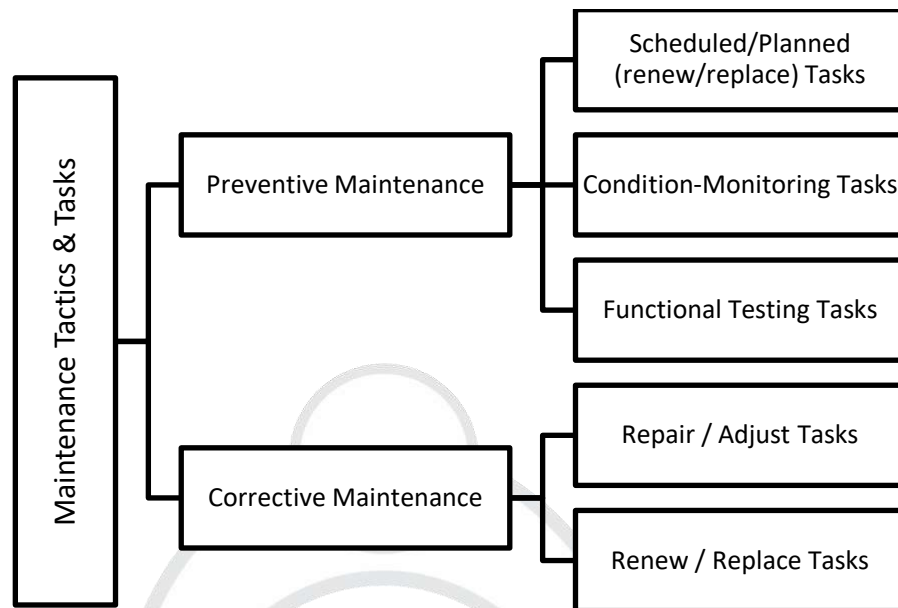 Maintenance Tactics & Tasks
Preventive Maintenance
Scheduled/Planned
(renew/replace) Tasks
Condition-Monitoring Tasks
Functional Testing Tasks
Corrective Maintenance
Repair / Adjust Tasks
Renew / Replace Tasks